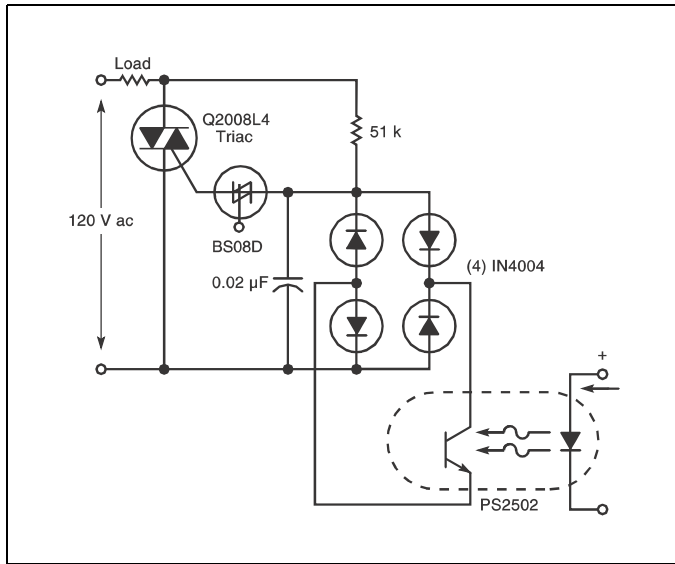 Load
Q2008L4
Triac
51 k
120 V ac
BS08D
0.02 μF
(4) IN4004
+
PS2502